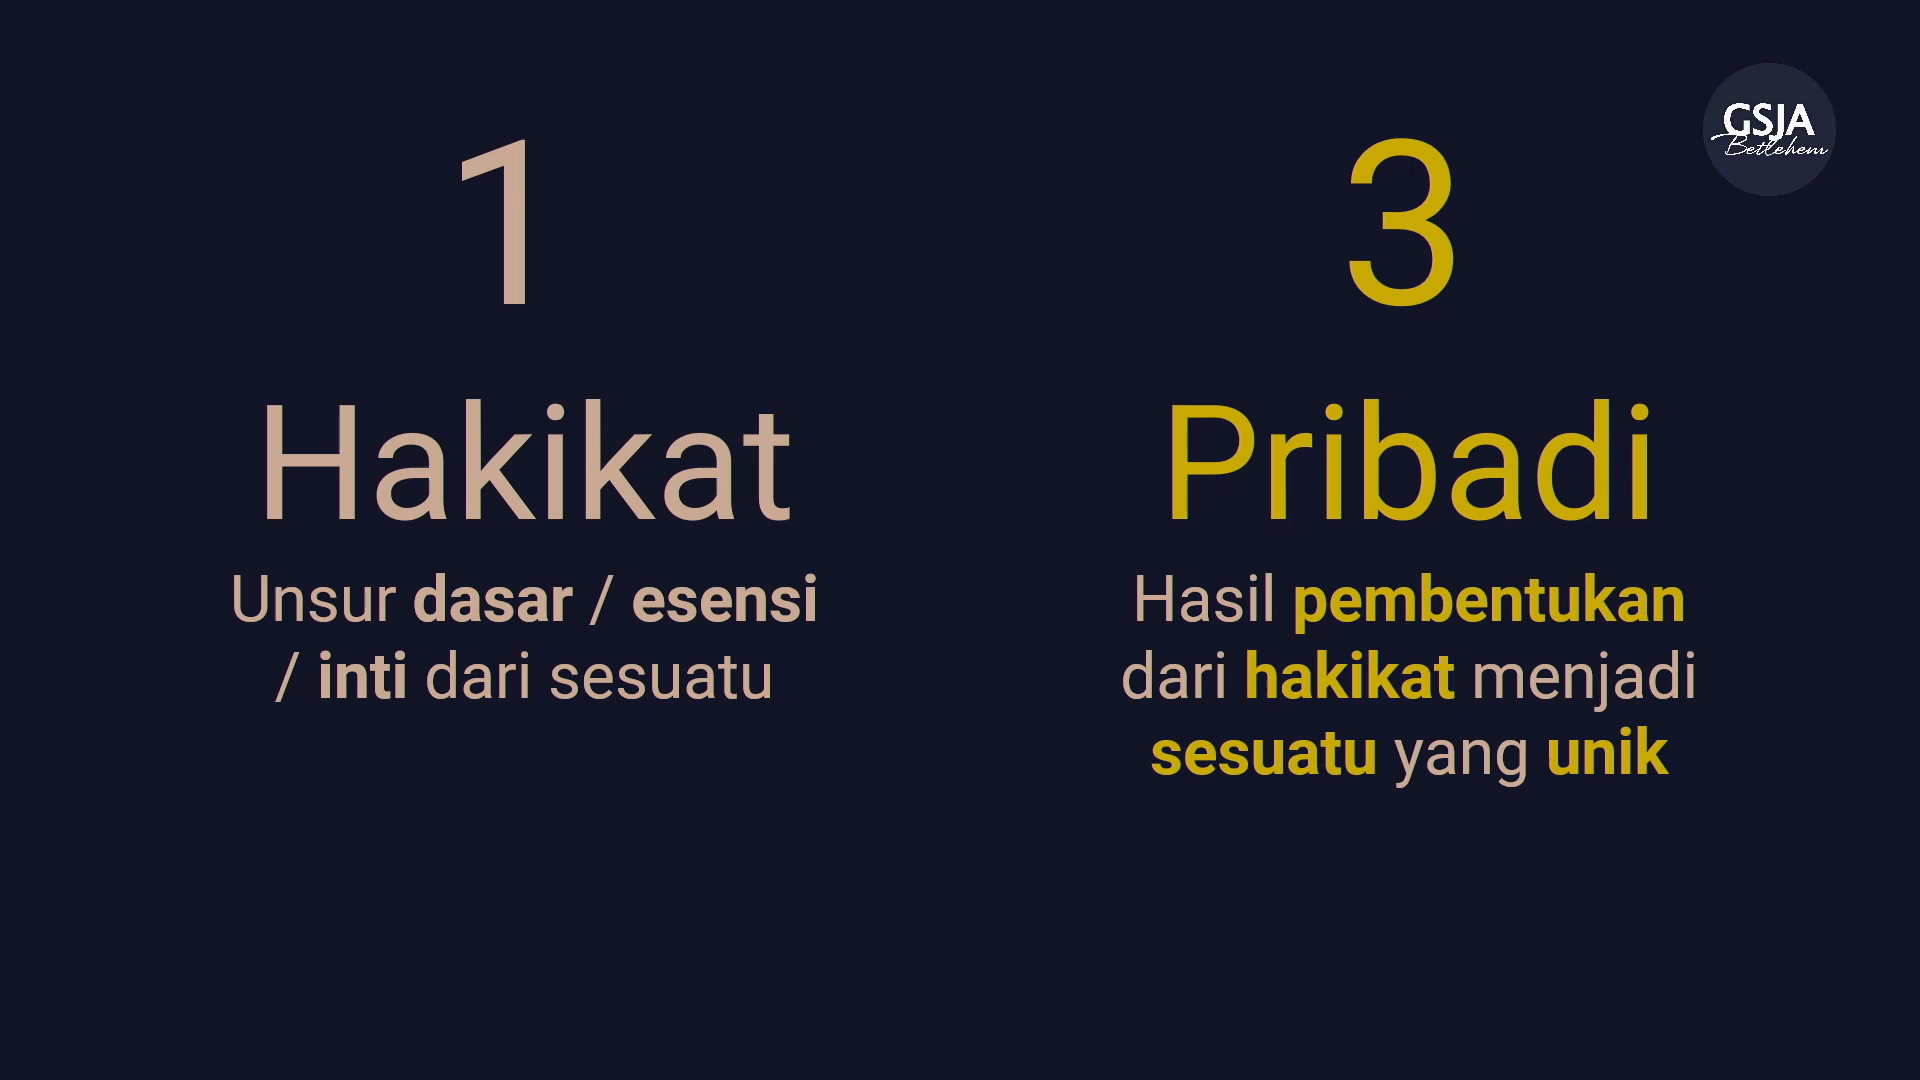 1
Hakikat
Unsur dasar / esensi
/ inti dari sesuatu
3
Pribadi
Hasil pembentukan
dari hakikat menjadi
sesuatu yang unik
GSJA
Betlehem